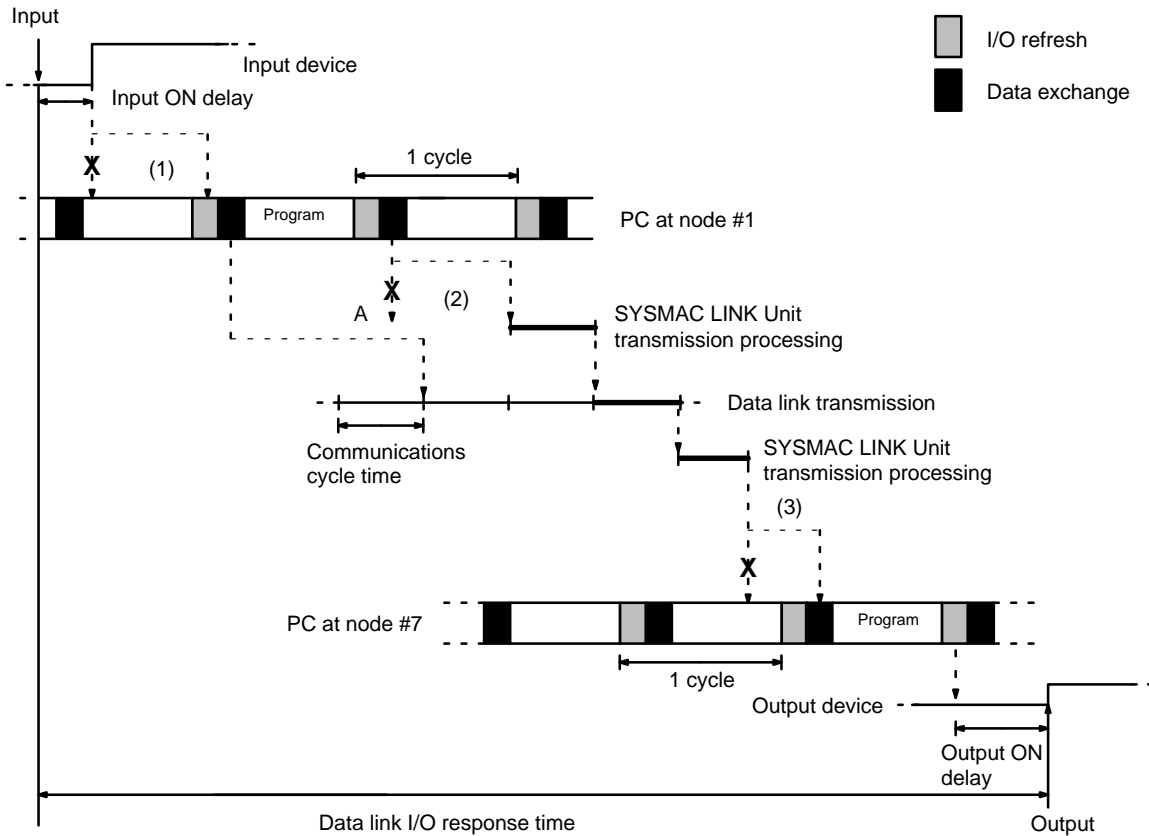 Input
I/O refresh
Input device
Data exchange
Input ON delay
X
(1)
1 cycle
Program
PC at node #1
X
A
(2)
SYSMAC LINK Unit
transmission processing
Data link transmission
Communications
cycle time
SYSMAC LINK Unit
transmission processing
(3)
X
PC at node #7
Program
1 cycle
Output device
Output ON
delay
Data link I/O response time
Output